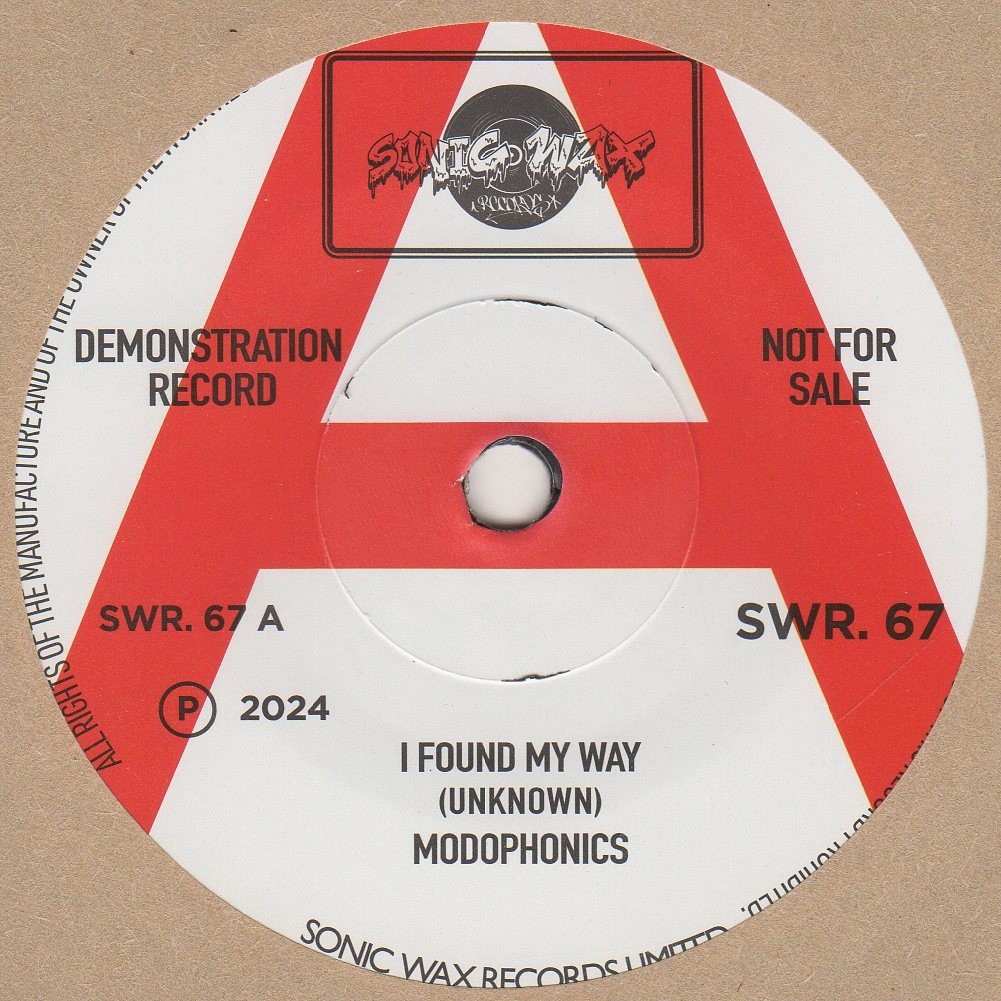 SONIC WAX
RECORDS
DEMONSTRATION
RECORD
NOT FOR
SALE
SWR. 67 A
SWR. 67
P 2024
I FOUND MY WAY
(UNKNOWN)
MODOPHONICS
ALL RIGHTS OF THE MANUFACTURE AND OF THE OWNER OF THE
SONIC WAX RECORDS LIMITED